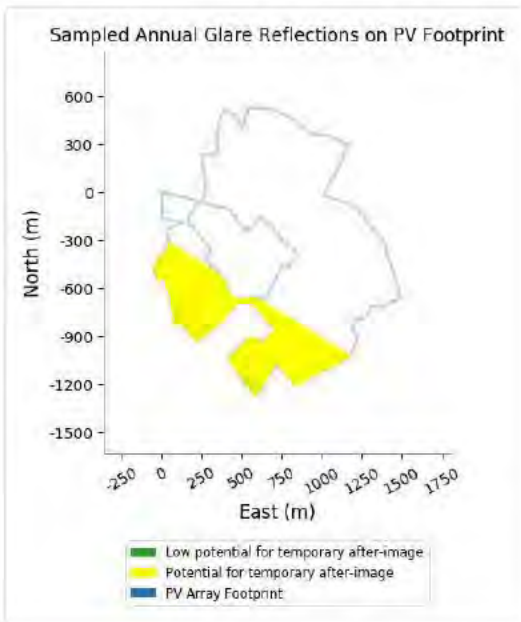 Sampled Annual Glare Reflections on PV Footprint
600
300
0
-300
-600
-900
-1200
-1500
North (m)
-250
0
250
500
750
1000
1250
1500
1750
East (m)
Low potential for temporary after-image
Potential for temporary after-image
PV Array Footprint